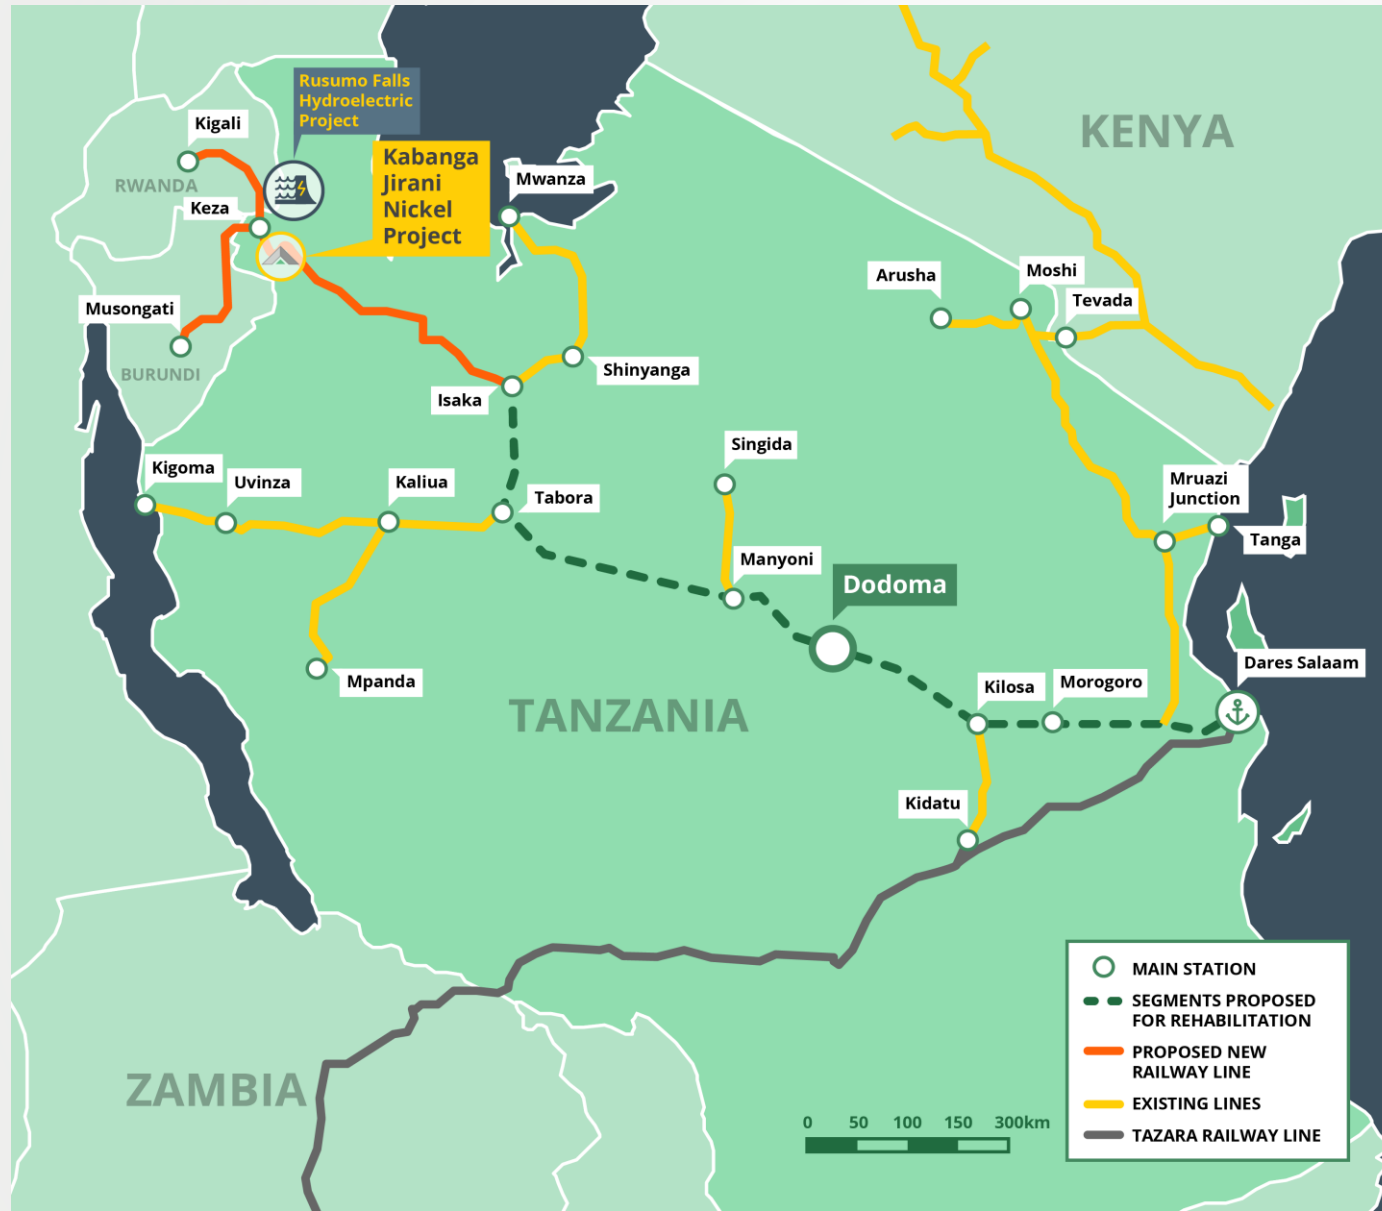 Rusumo Falls
Hydroelectric
Project
Kigali
Kabanga
Jirani
Nickel
Project
KENYA
RWANDA
Mwanza
Keza
Arusha
Moshi
Tevada
Musongati
BURUNDI
Shinyanga
Isaka
Singida
Kigoma
Uvinza
Kaliua
Tabora
Mruazi
Junction
Tanga
Manyoni
Dodoma
Dares Salaam
Mpanda
Kilosa
Morogoro
TANZANIA
Kidatu
ZAMBIA
MAIN STATION
SEGMENTS PROPOSED
FOR REHABILITATION
PROPOSED NEW
RAILWAY LINE
EXISTING LINES
TAZARA RAILWAY LINE
0 50 100 150 300km